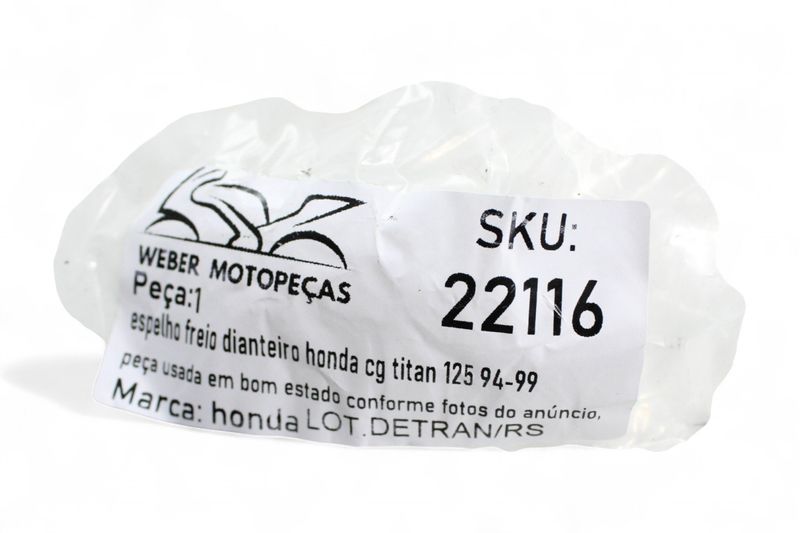 WEBER MOTOPEÇAS
SKU:
22116
Peça:1
espelho freio dianteiro honda cg titan 125 94-99
peça usada em bom estado conforme fotos do anúncio,
Marca: honda LOT.DETRAN/RS